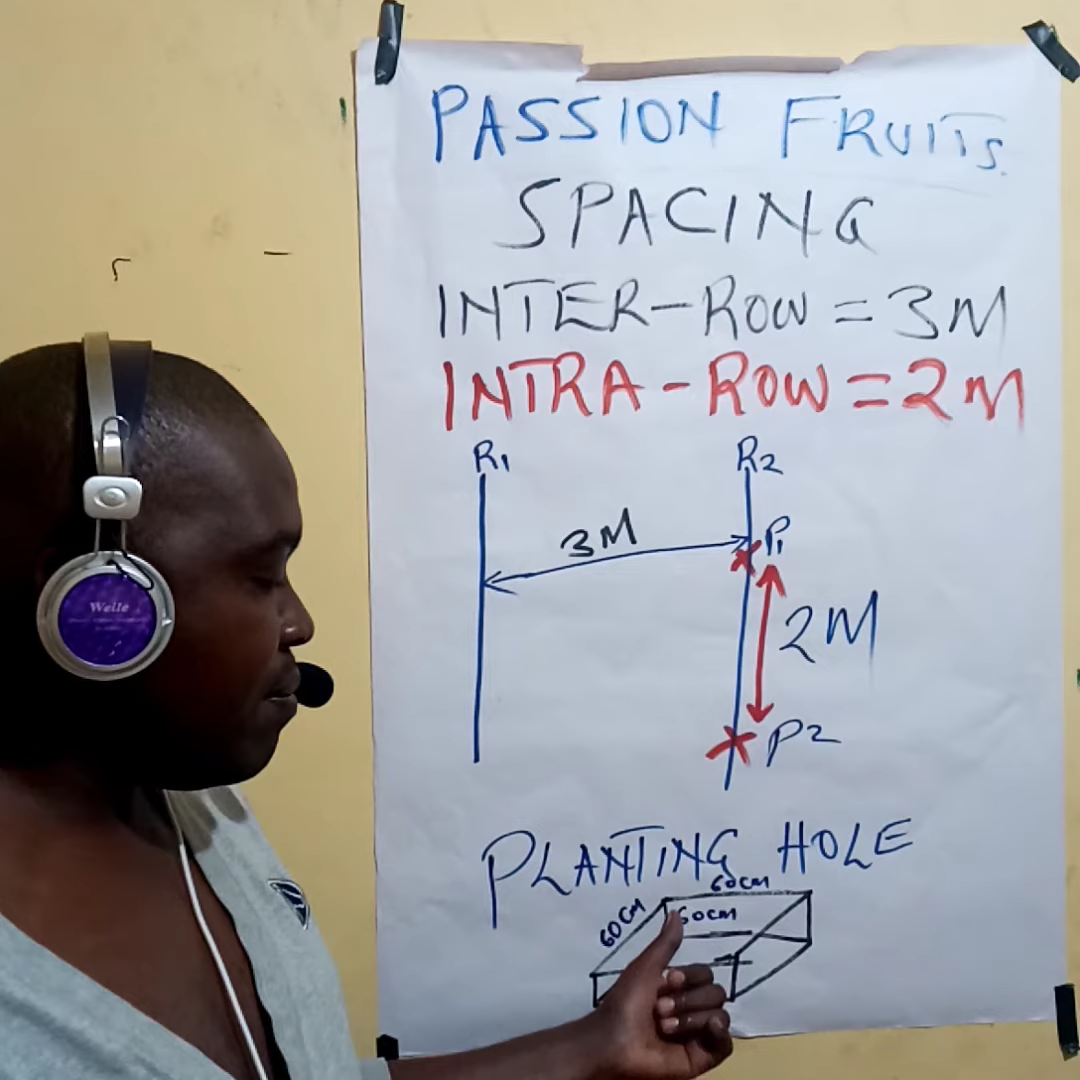 PASSION FRUITS.
SPACING
INTER-ROW = 3M
INTRA-ROW = 2M
R1 R2
3M
P1
2M
P2
PLANTING HOLE
60CM
60CM
60CM
Weile